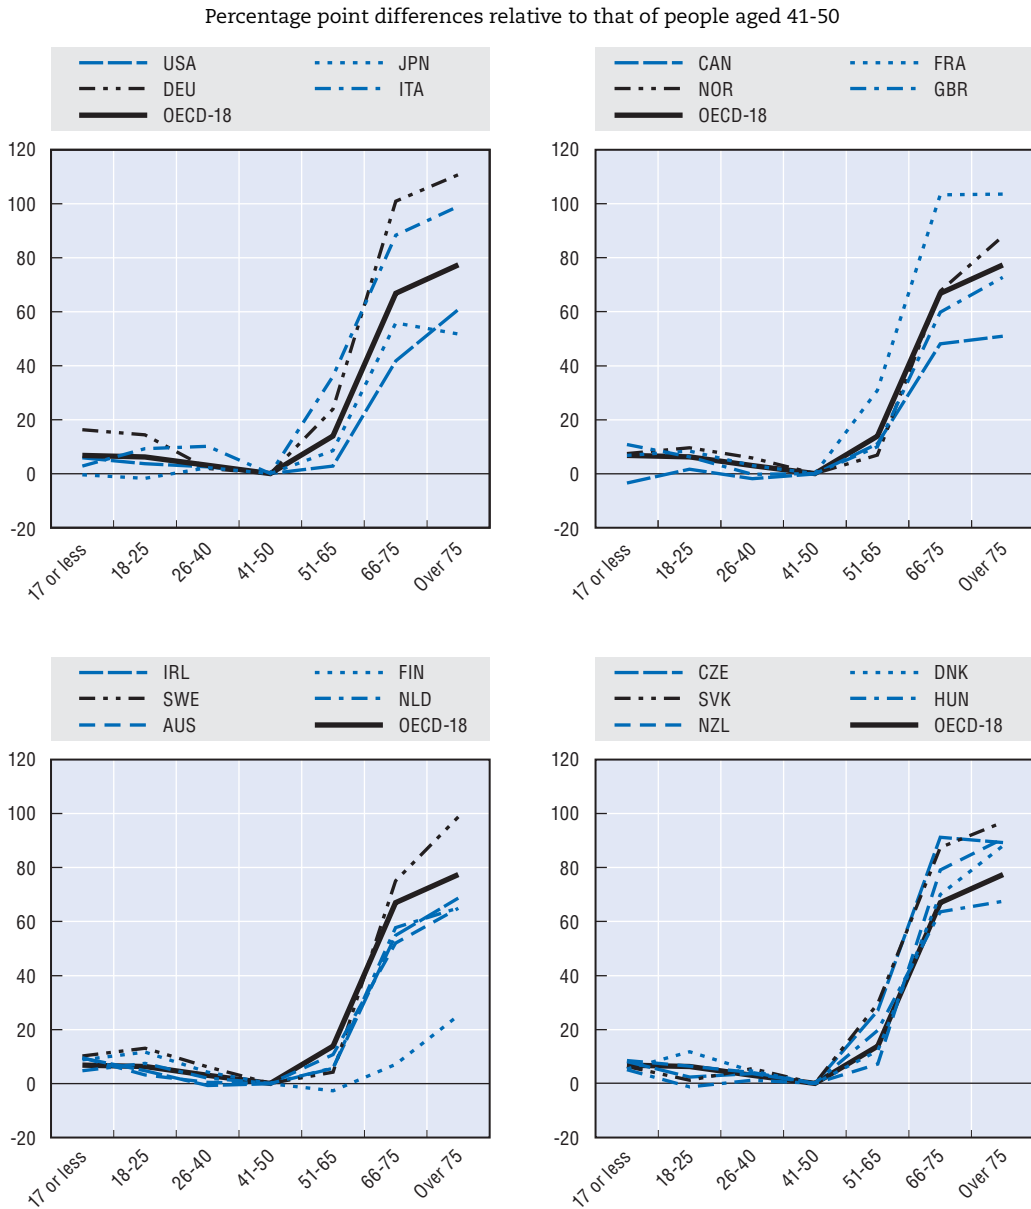 Percentage point differences relative to that of people aged 41-50
USA JPN
DEU ITA
OECD-18
120
100
80
60
40
20
0
-20
17 or less 18-25 26-40 41-50 51-65 66-75 Over 75
CAN FRA
NOR GBR
OECD-18
120
100
80
60
40
20
0
-20
17 or less 18-25 26-40 41-50 51-65 66-75 Over 75
IRL FIN
SWE NLD
AUS OECD-18
120
100
80
60
40
20
0
-20
17 or less 18-25 26-40 41-50 51-65 66-75 Over 75
CZE DNK
SVK HUN
NZL OECD-18
120
100
80
60
40
20
0
-20
17 or less 18-25 26-40 41-50 51-65 66-75 Over 75